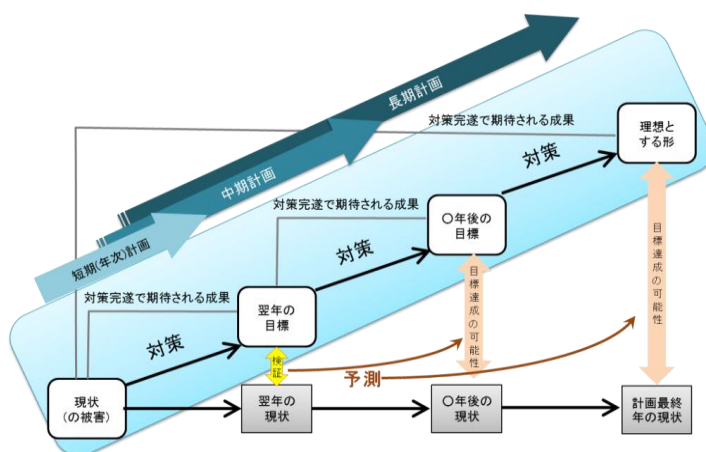 長期計画
中期計画
短期(年次)計画
対策完遂で期待される成果
理想と
する形
対策
対策完遂で期待される成果
〇年後の
目標
対策
対策完遂で期待される成果
翌年の
目標
対策
目標達成の可能性
目標達成の可能性
検証
予測
現状
(の被害)
翌年の
現状
〇年後の
現状
計画最終
年の現状